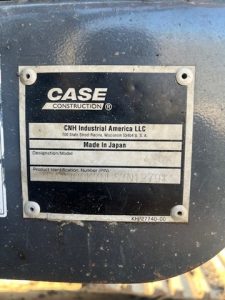 CASE
CONSTRUCTION
CNH Industrial America LLC
700 State Street Racine, Wisconsin 53404 U. S. A.
Made In Japan
Designation/Model
Product Identification Number (PIN)
KHP27740-00